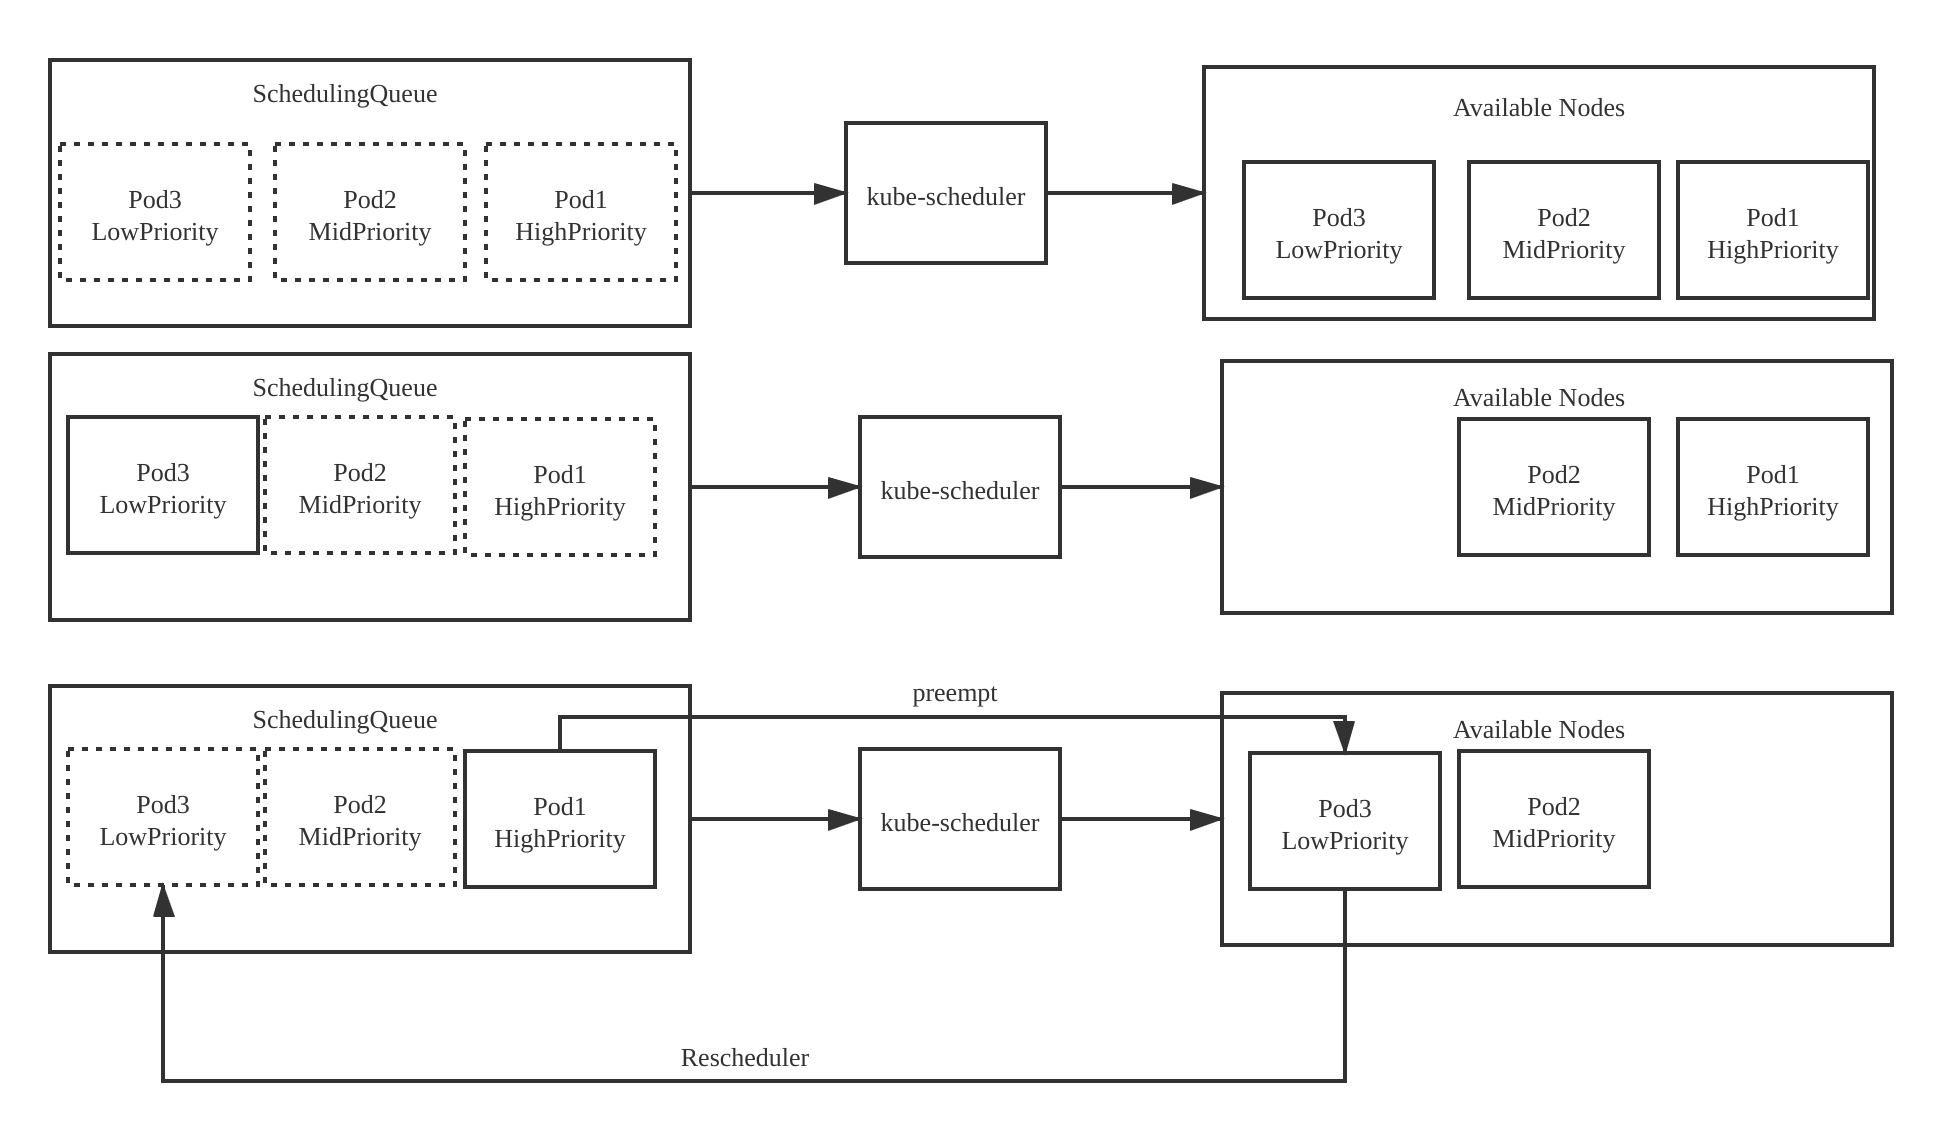 SchedulingQueue
Pod3
LowPriority
Pod2
MidPriority
Pod1
HighPriority
kube-scheduler
Available Nodes
Pod3
LowPriority
Pod2
MidPriority
Pod1
HighPriority
SchedulingQueue
Pod3
LowPriority
Pod2
MidPriority
Pod1
HighPriority
kube-scheduler
Available Nodes
Pod2
MidPriority
Pod1
HighPriority
SchedulingQueue
Pod3
LowPriority
Pod2
MidPriority
Pod1
HighPriority
preempt
kube-scheduler
Available Nodes
Pod3
LowPriority
Pod2
MidPriority
Rescheduler